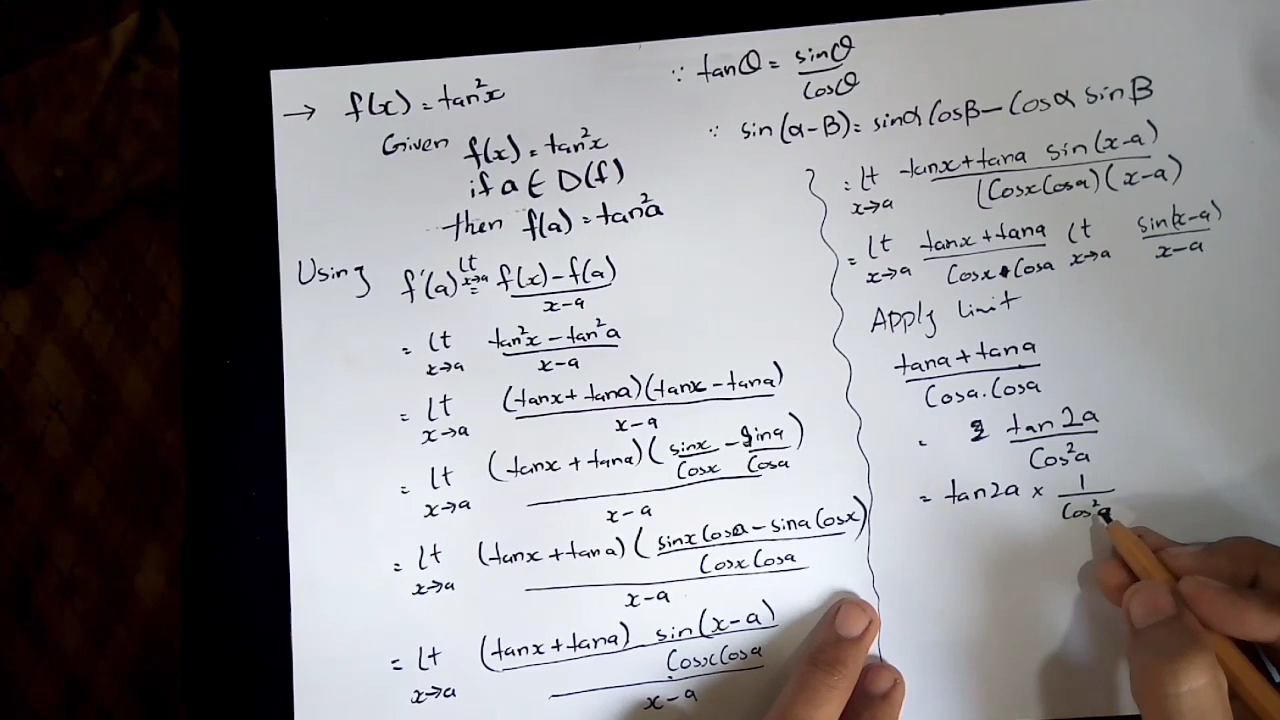 → f(x) = tan²x
Given f(x) = tan²x
if a ∈ D(f)
then f(a) = tan²a
Using f'(a) = lt x→a f(x) - f(a) / x-a
= lt x→a tan²x - tan²a / x-a
= lt x→a (tanx + tana)(tanx - tana) / x-a
= lt x→a (tanx + tana)(sinx/Cosx - sina/Cosa) / x-a
= lt x→a (tanx + tana)(sinx Cosa - sina Cosx / Cosx Cosa) / x-a
= lt x→a (tanx + tana) sin(x-a) / Cosx Cosa / x-a
∵ tanθ = sinθ / Cosθ
∵ sin(α-β) = sinα Cosβ - Cosα sinβ
= lt x→a tanx + tana sin(x-a) / (Cosx Cosa)(x-a)
= lt x→a tanx + tana / Cosx . Cosa lt x→a sin(x-a) / x-a
Apply limit
tana + tana / Cosa . Cosa
= tan2a / Cos²a
= tan2a × 1 / Cos²a